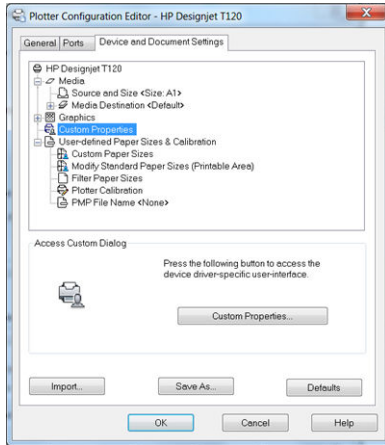 Plotter Configuration Editor - HP Designjet T120
General Ports Device and Document Settings
HP Designjet T120
Media
Source and Size <Size: A1>
Media Destination <Default>
Graphics
Custom Properties
User-defined Paper Sizes & Calibration
Custom Paper Sizes
Modify Standard Paper Sizes (Printable Area)
Filter Paper Sizes
Plotter Calibration
PMP File Name <None>
Access Custom Dialog
Press the following button to access the
device driver-specific user-interface.
Custom Properties...
Import... Save As... Defaults
OK Cancel Help